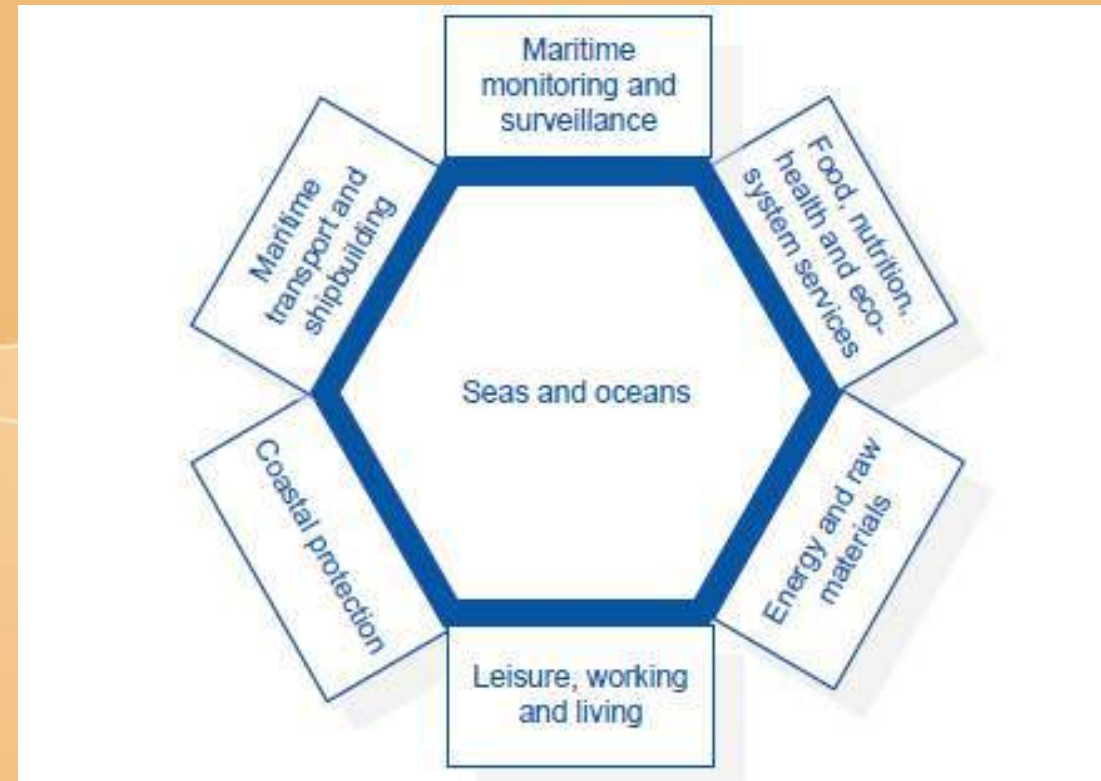 Maritime
monitoring and
surveillance
Food, nutrition,
health and eco-
system services
Energy and raw
materials
Leisure, working
and living
Coastal protection
Maritime
transport and
shipbuilding
Seas and oceans